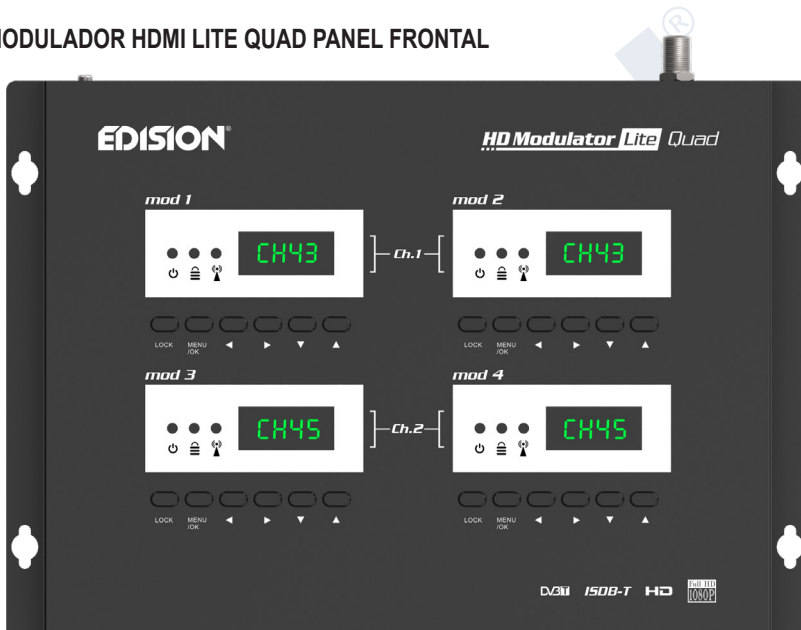 MODULADOR HDMI LITE QUAD PANEL FRONTAL
®
EDISION®
HD Modulator Lite Quad
mod 1
mod 2
CH43
Ch.1
CH43
LOCK MENU /OK ◀ ▶ ▼ ▲
LOCK MENU /OK ◀ ▶ ▼ ▲
mod 3
mod 4
CH45
Ch.2
CH45
LOCK MENU /OK ◀ ▶ ▼ ▲
LOCK MENU /OK ◀ ▶ ▼ ▲
DVB T ISDB-T HD Full HD 1080P